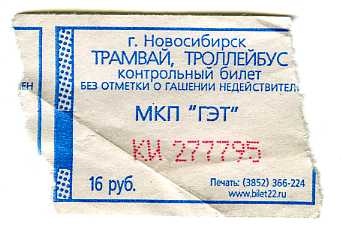 г. Новосибирск
ТРАМВАЙ, ТРОЛЛЕЙБУС
контрольный билет
БЕЗ ОТМЕТКИ О ГАШЕНИИ НЕДЕЙСТВИТЕЛ
ЕН
МКП "ГЭТ"
КИ 277795
16 руб.
Печать: (3852) 366-224
www.bilet22.ru